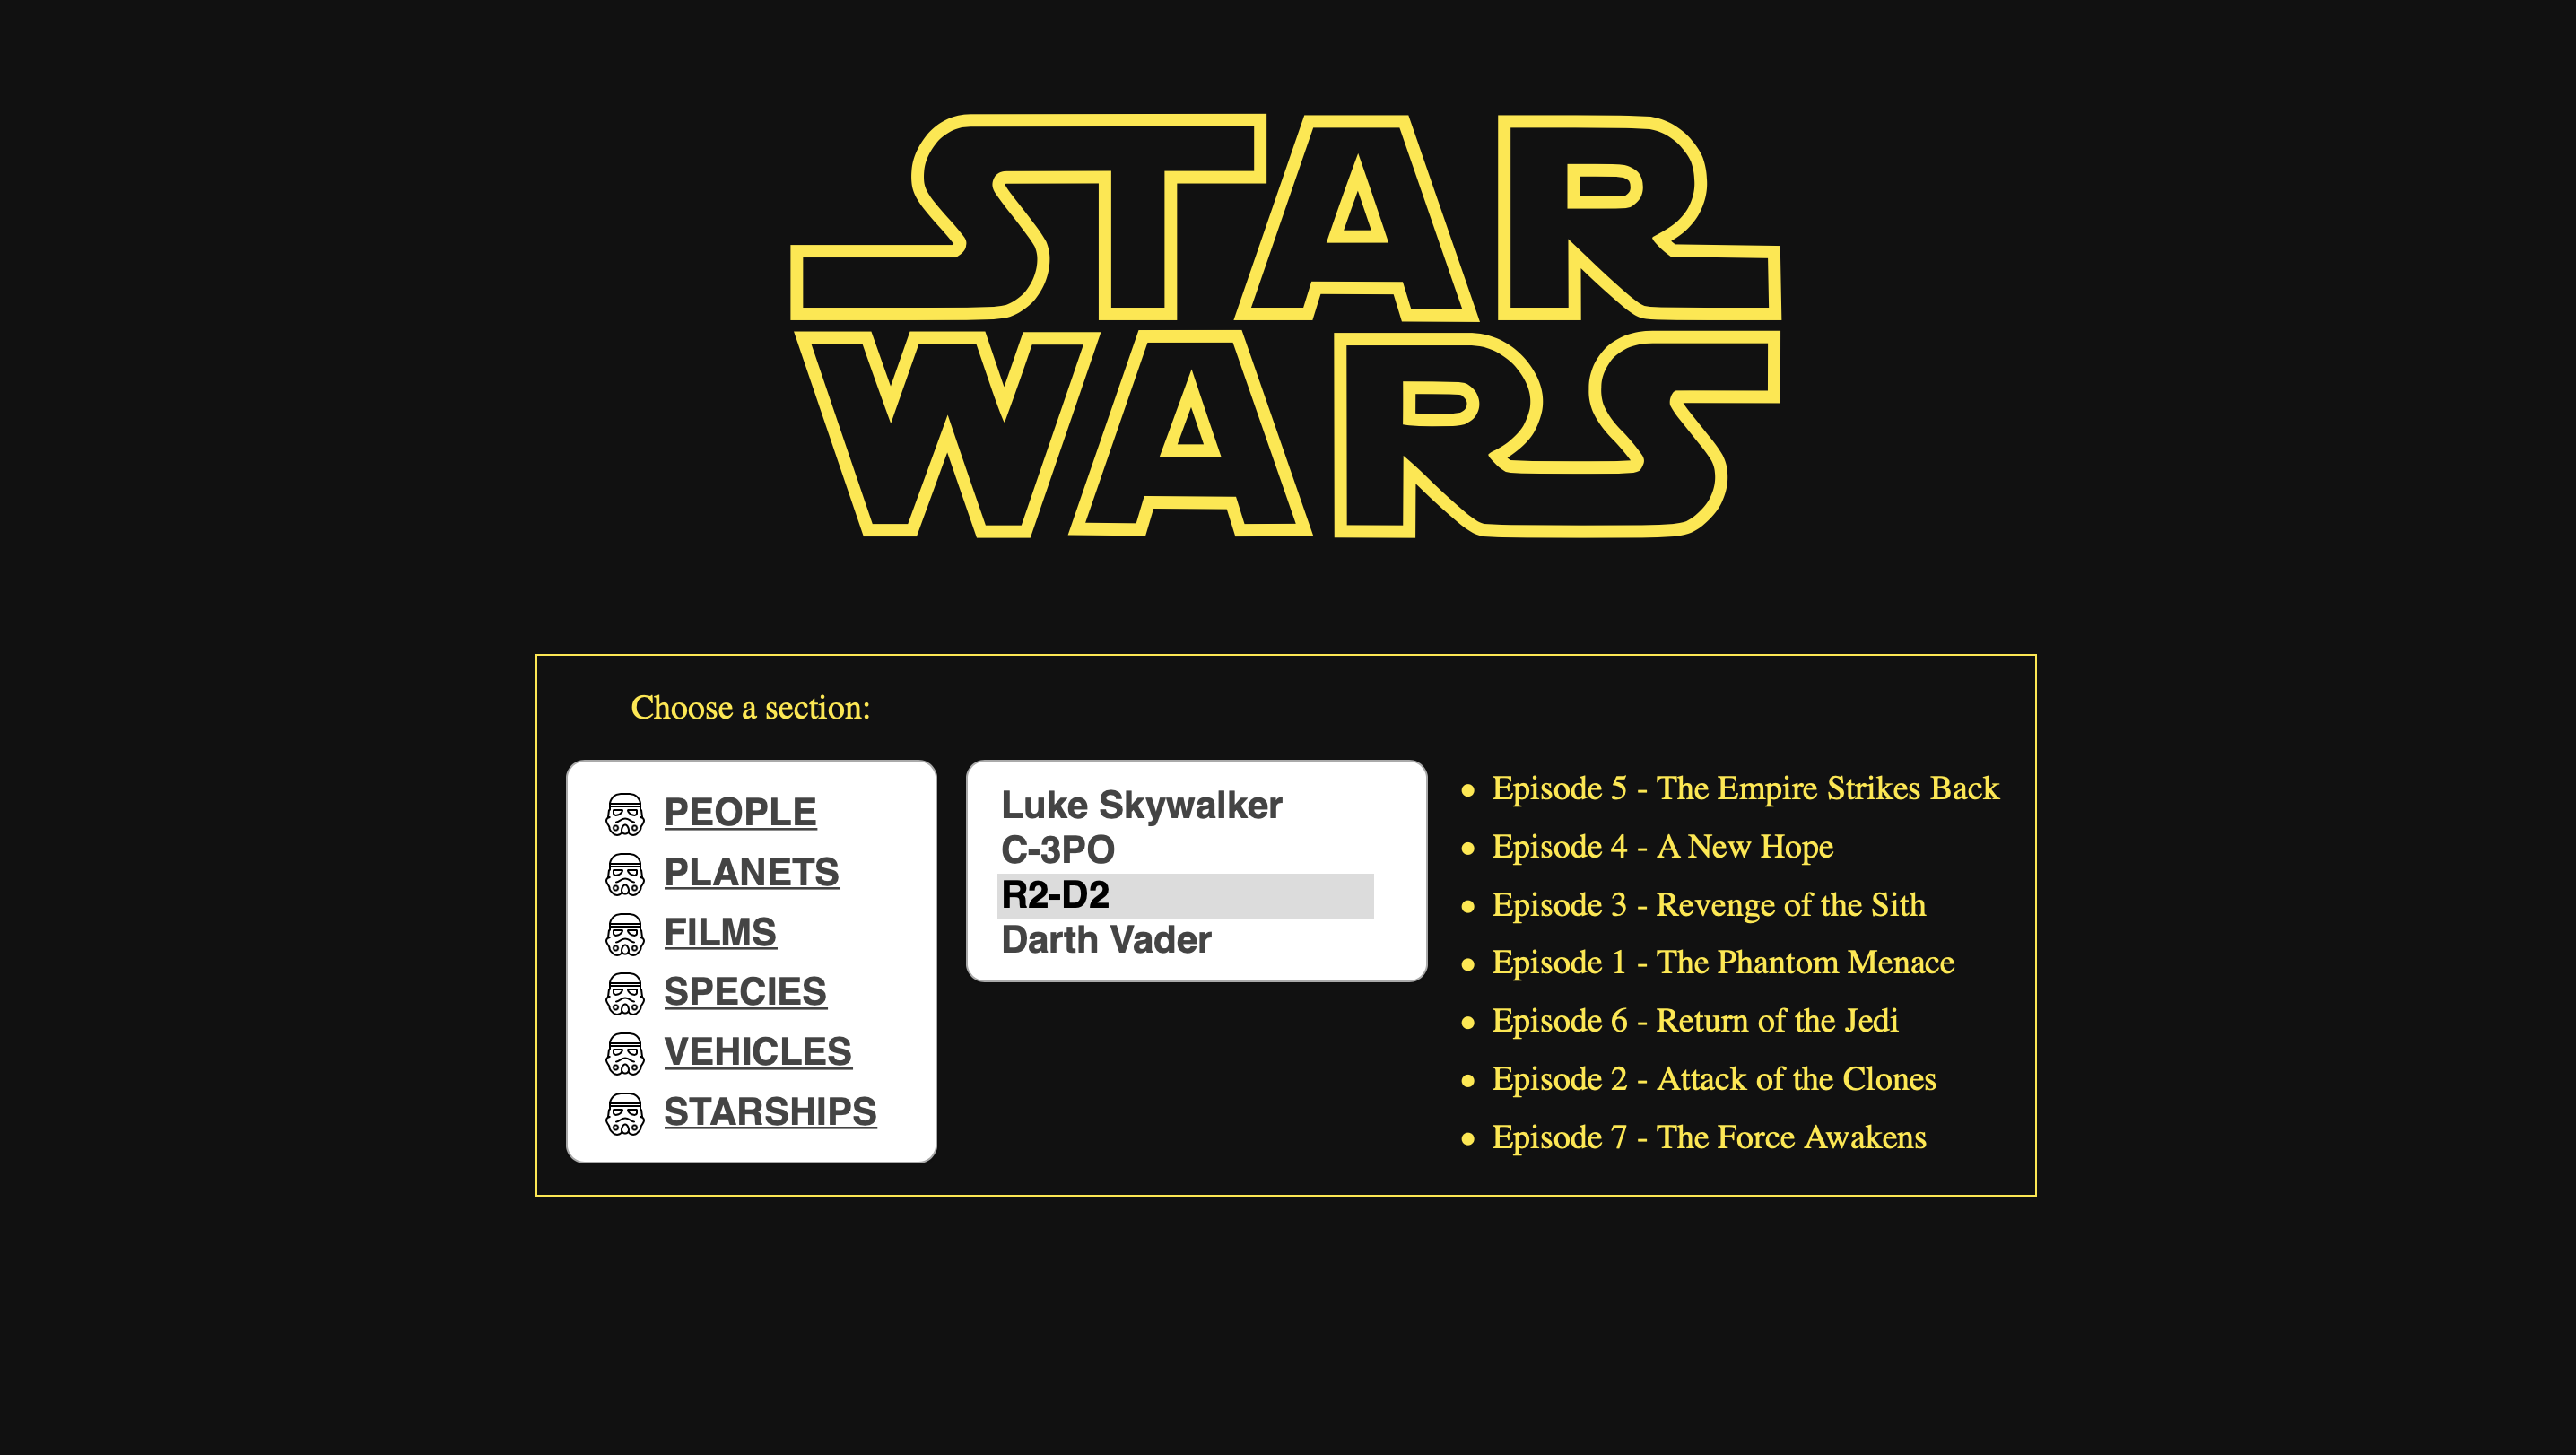 STAR
WARS
Choose a section:
PEOPLE
PLANETS
FILMS
SPECIES
VEHICLES
STARSHIPS
Luke Skywalker
C-3PO
R2-D2
Darth Vader
Episode 5 - The Empire Strikes Back
Episode 4 - A New Hope
Episode 3 - Revenge of the Sith
Episode 1 - The Phantom Menace
Episode 6 - Return of the Jedi
Episode 2 - Attack of the Clones
Episode 7 - The Force Awakens